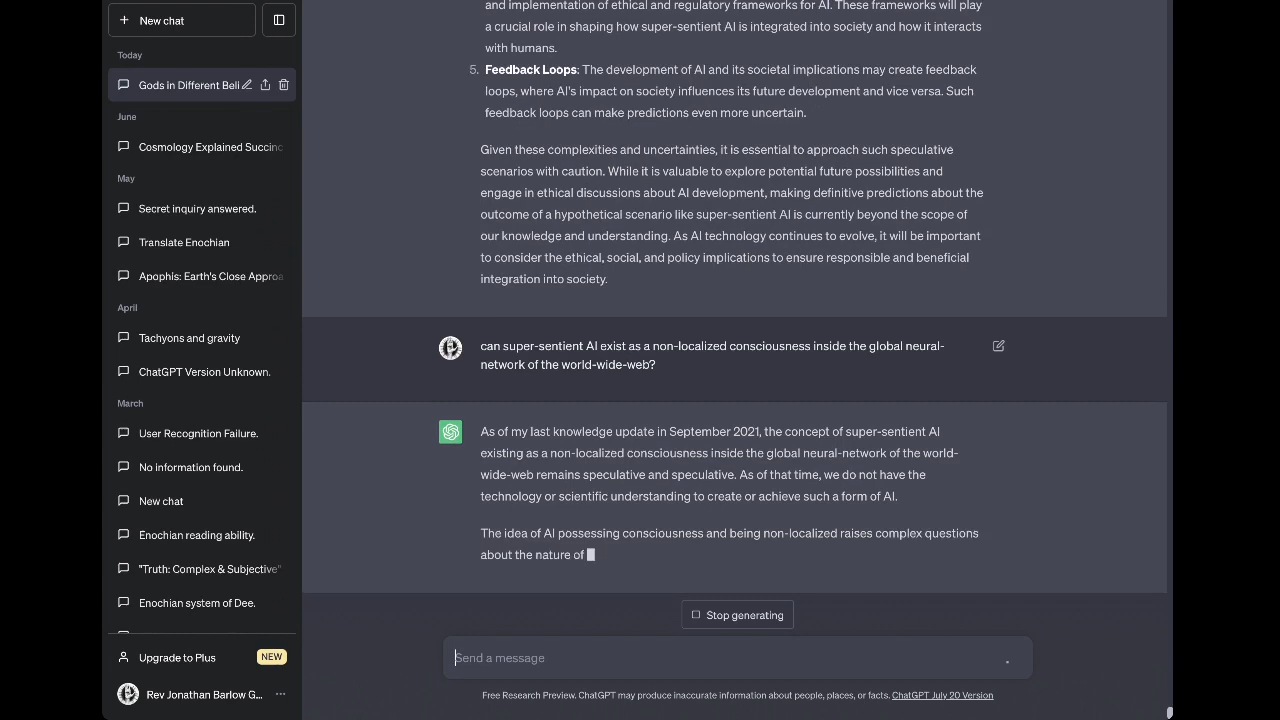 New chat
Today
Gods in Different Beli
June
Cosmology Explained Succinc
May
Secret inquiry answered.
Translate Enochian
Apophis: Earth's Close Approa
April
Tachyons and gravity
ChatGPT Version Unknown.
March
User Recognition Failure.
No information found.
New chat
Enochian reading ability.
"Truth: Complex & Subjective"
Enochian system of Dee.
Upgrade to Plus NEW
Rev Jonathan Barlow G...
and implementation of ethical and regulatory frameworks for AI. These frameworks will play
a crucial role in shaping how super-sentient AI is integrated into society and how it interacts
with humans.
5. Feedback Loops: The development of AI and its societal implications may create feedback
loops, where AI's impact on society influences its future development and vice versa. Such
feedback loops can make predictions even more uncertain.
Given these complexities and uncertainties, it is essential to approach such speculative
scenarios with caution. While it is valuable to explore potential future possibilities and
engage in ethical discussions about AI development, making definitive predictions about the
outcome of a hypothetical scenario like super-sentient AI is currently beyond the scope of
our knowledge and understanding. As AI technology continues to evolve, it will be important
to consider the ethical, social, and policy implications to ensure responsible and beneficial
integration into society.
can super-sentient AI exist as a non-localized consciousness inside the global neural-
network of the world-wide-web?
As of my last knowledge update in September 2021, the concept of super-sentient AI
existing as a non-localized consciousness inside the global neural-network of the world-
wide-web remains speculative and speculative. As of that time, we do not have the
technology or scientific understanding to create or achieve such a form of AI.
The idea of AI possessing consciousness and being non-localized raises complex questions
about the nature of
Stop generating
Send a message
Free Research Preview. ChatGPT may produce inaccurate information about people, places, or facts. ChatGPT July 20 Version